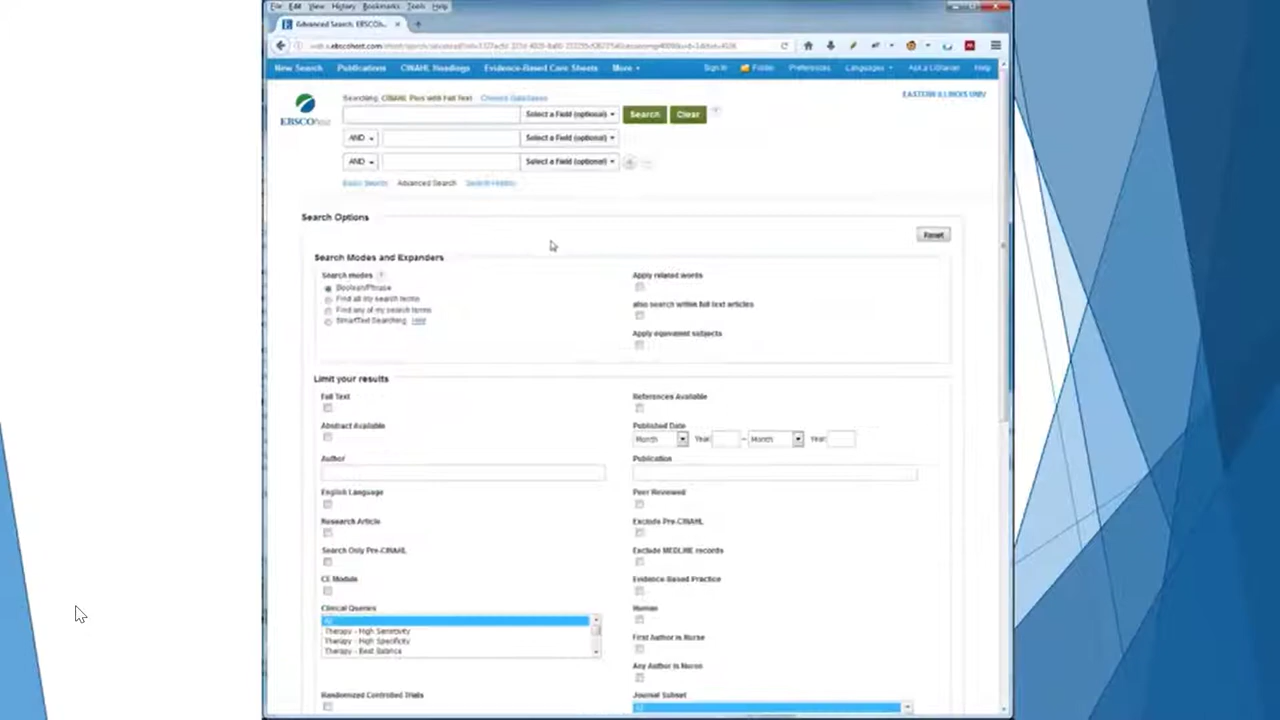 File Edit View History Bookmarks Tools Help
Advanced Search: EBSCOh...
New Search Publications CINAHL Headings Evidence-Based Care Sheets More Sign In Folder Preferences Languages Ask a Librarian Help
Searching: CINAHL Plus with Full Text Choose Databases
EASTERN ILLINOIS UNIV
EBSCOhost
Select a Field (optional) Search Clear
AND Select a Field (optional)
AND Select a Field (optional)
Basic Search Advanced Search Search History
Search Options
Reset
Search Modes and Expanders
Search modes ?
Boolean/Phrase
Find all my search terms
Find any of my search terms
SmartText Searching Hint
Apply related words
also search within full text articles
Apply equivalent subjects
Limit your results
Full Text
References Available
Abstract Available
Published Date
Month Year: – Month Year:
Author
Publication
English Language
Peer Reviewed
Research Article
Exclude Pre-CINAHL
Search Only Pre-CINAHL
Exclude MEDLINE records
CE Module
Evidence-Based Practice
Clinical Queries
All
Therapy - High Sensitivity
Therapy - High Specificity
Therapy - Best Balance
Human
First Author is Nurse
Any Author is Nurse
Randomized Controlled Trials
Journal Subset
All